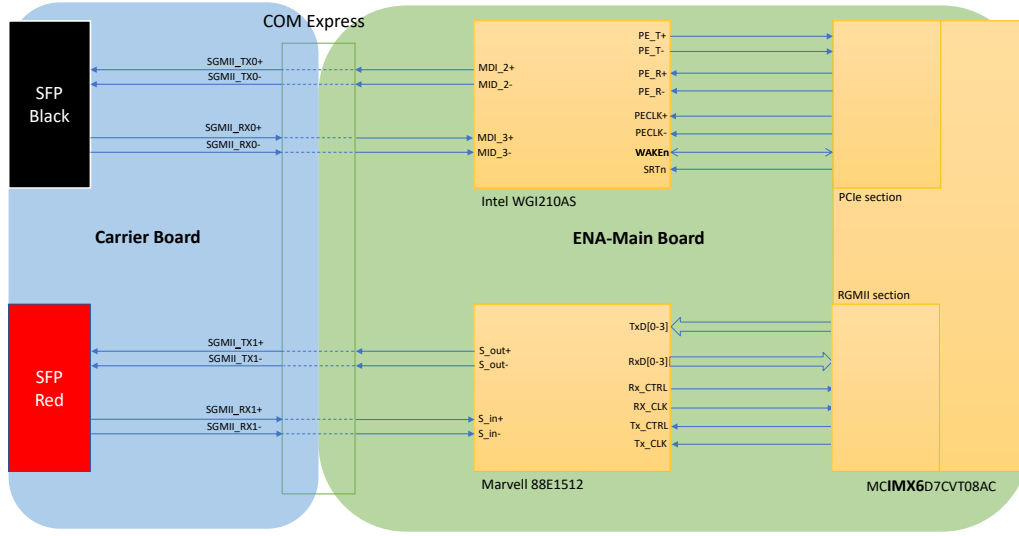 COM Express
SFP
Black
SGMII_TX0+
SGMII_TX0-
SGMII_RX0+
SGMII_RX0-
MDI_2+
MID_2-
MDI_3+
MID_3-
PE_T+
PE_T-
PE_R+
PE_R-
PECLK+
PECLK-
WAKEn
SRTn
Intel WGI210AS
PCIe section
Carrier Board
ENA-Main Board
RGMII section
SFP
Red
SGMII_TX1+
SGMII_TX1-
SGMII_RX1+
SGMII_RX1-
S_out+
S_out-
S_in+
S_in-
TxD[0-3]
RxD[0-3]
Rx_CTRL
RX_CLK
Tx_CTRL
Tx_CLK
Marvell 88E1512
MCIMX6D7CVT08AC